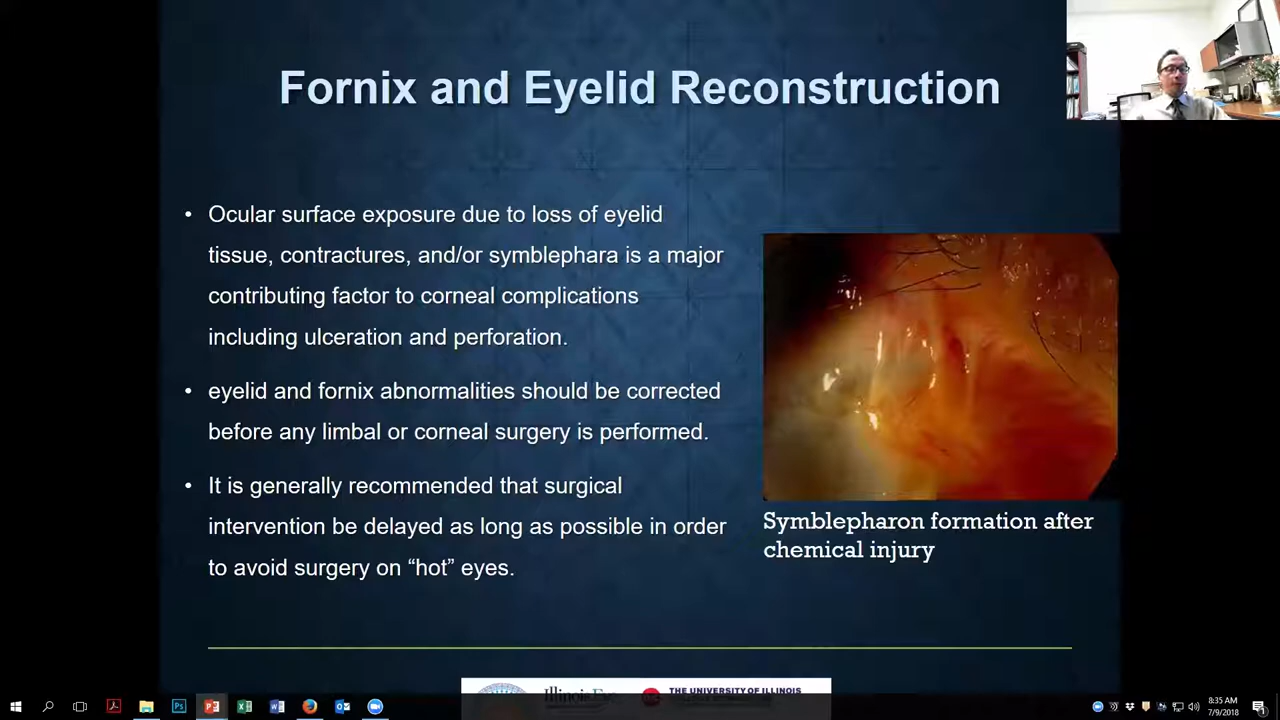 Fornix and Eyelid Reconstruction
• Ocular surface exposure due to loss of eyelid
tissue, contractures, and/or symblephara is a major
contributing factor to corneal complications
including ulceration and perforation.
• eyelid and fornix abnormalities should be corrected
before any limbal or corneal surgery is performed.
• It is generally recommended that surgical
intervention be delayed as long as possible in order
to avoid surgery on “hot” eyes.
Symblepharon formation after
chemical injury
THE UNIVERSITY OF ILLINOIS
8:35 AM
7/9/2018